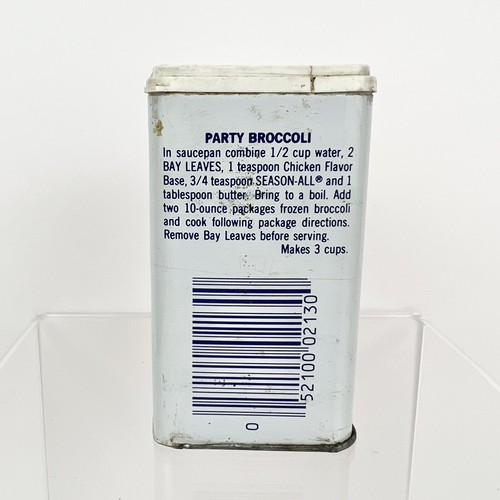 PARTY BROCCOLI
In saucepan combine 1/2 cup water, 2
BAY LEAVES, 1 teaspoon Chicken Flavor
Base, 3/4 teaspoon SEASON-ALL® and 1
tablespoon butter. Bring to a boil. Add
two 10-ounce packages frozen broccoli
and cook following package directions.
Remove Bay Leaves before serving.
Makes 3 cups.
0 52100 02130